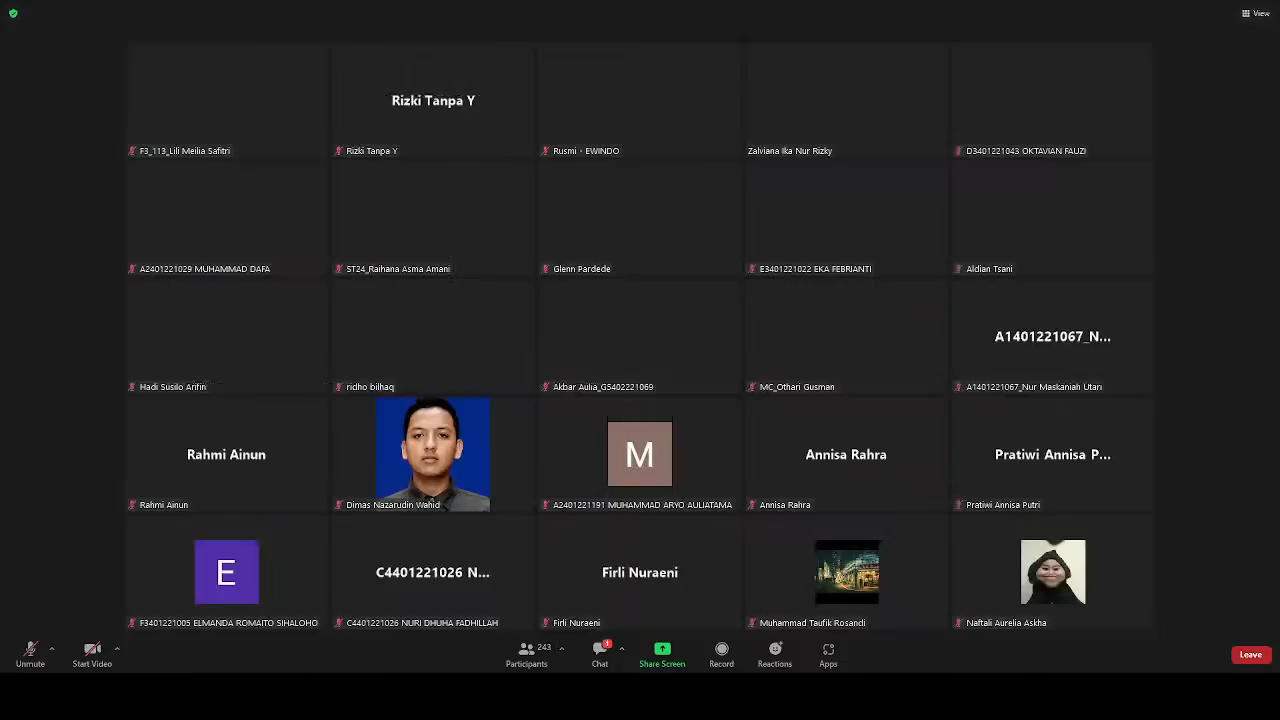 View
Rizki Tanpa Y
F3_113_Lili Meilia Safitri
Rizki Tanpa Y
Rusmi - EWINDO
Zalviana Ika Nur Rizky
D3401221043 OKTAVIAN FAUZI
A2401221029 MUHAMMAD DAFA
ST24_Raihana Asma Amani
Glenn Pardede
E3401221022 EKA FEBRIANTI
Aldian Tsani
A1401221067_N...
Hadi Susilo Arifin
ridho bilhaq
Akbar Aulia_G5402221069
MC_Othari Gusman
A1401221067_Nur Maskaniah Utari
Rahmi Ainun
M
Annisa Rahra
Pratiwi Annisa P...
Rahmi Ainun
Dimas Nazarudin Wahid
A2401221191 MUHAMMAD ARYO AULIATAMA
Annisa Rahra
Pratiwi Annisa Putri
E
C4401221026 N...
Firli Nuraeni
F3401221005 ELMANDA ROMAITO SIHALOHO
C4401221026 NURI DHUHA FADHILLAH
Firli Nuraeni
Muhammad Taufik Rosandi
Naftali Aurelia Askha
243
1
Unmute
Start Video
Participants
Chat
Share Screen
Record
Reactions
Apps
Leave